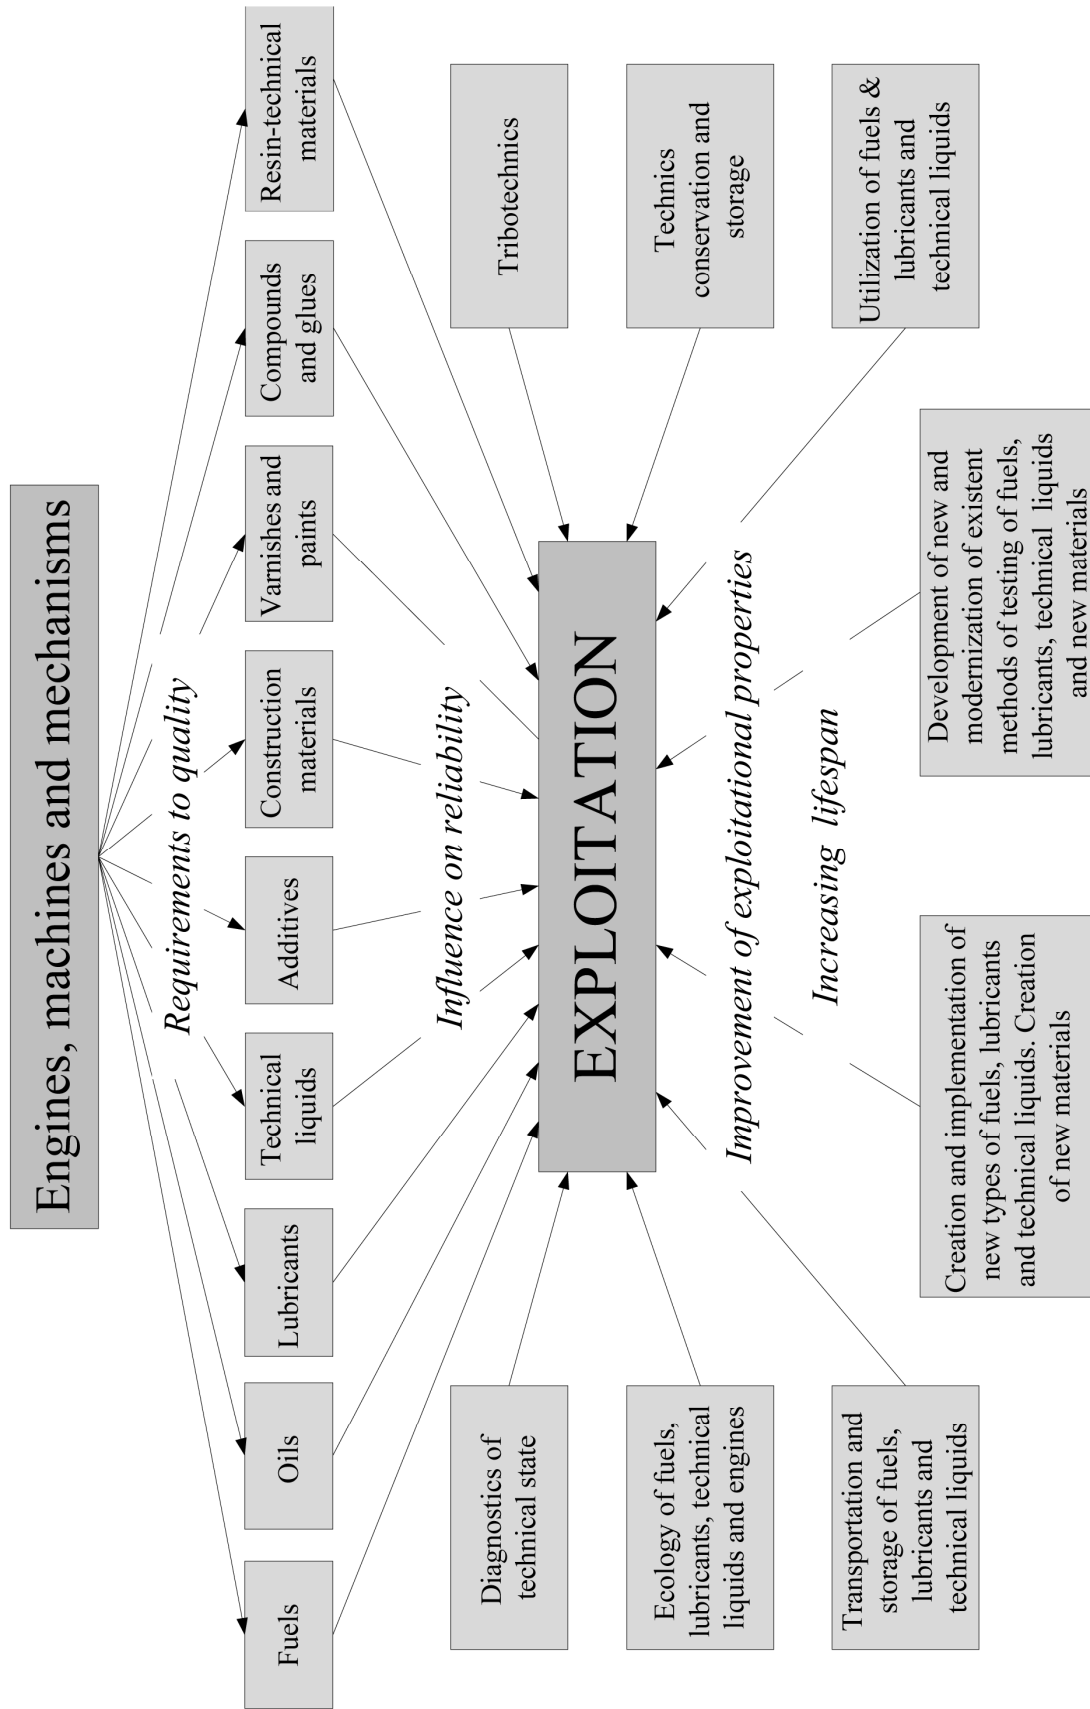 Engines, machines and mechanisms
Requirements to quality
Fuels
Oils
Lubricants
Technical
liquids
Additives
Construction
materials
Varnishes and
paints
Compounds
and glues
Resin-technical
materials
Influence on reliability
Diagnostics of
technical state
Ecology of fuels,
lubricants, technical
liquids and engines
Transportation and
storage of fuels,
lubricants and
technical liquids
EXPLOITATION
Tribotechnics
Technics
conservation and
storage
Utilization of fuels &
lubricants and
technical liquids
Improvement of exploitational properties
Increasing lifespan
Creation and implementation of
new types of fuels, lubricants
and technical liquids. Creation
of new materials
Development of new and
modernization of existent
methods of testing of fuels,
lubricants, technical liquids
and new materials